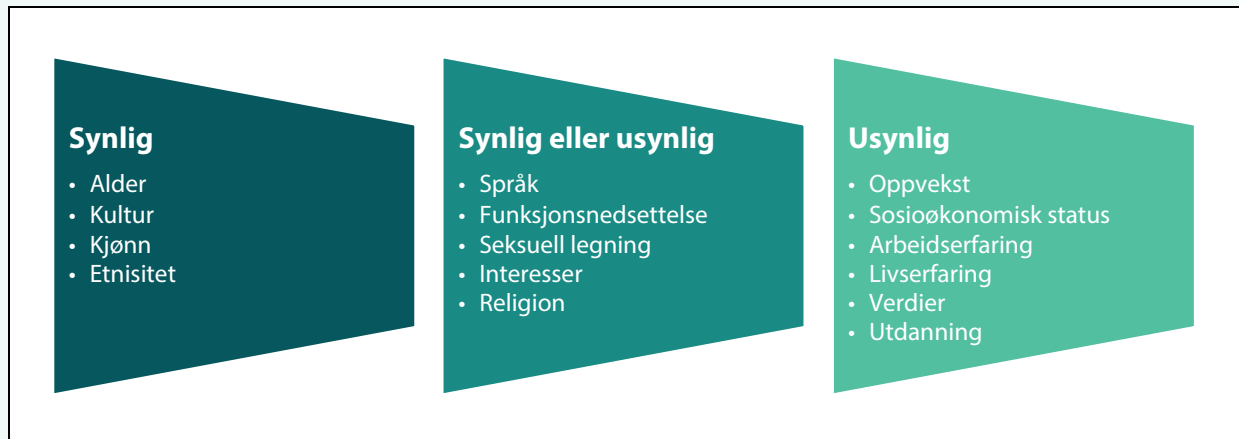 Synlig
• Alder
• Kultur
• Kjønn
• Etnisitet
Synlig eller usynlig
• Språk
• Funksjonsnedsettelse
• Seksuell legning
• Interesser
• Religion
Usynlig
• Oppvekst
• Sosioøkonomisk status
• Arbeidserfaring
• Livserfaring
• Verdier
• Utdanning